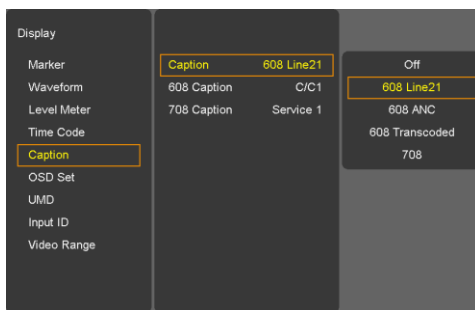 Display
Marker
Waveform
Level Meter
Time Code
Caption
OSD Set
UMD
Input ID
Video Range
Caption 608 Line21
608 Caption C/C1
708 Caption Service 1
Off
608 Line21
608 ANC
608 Transcoded
708